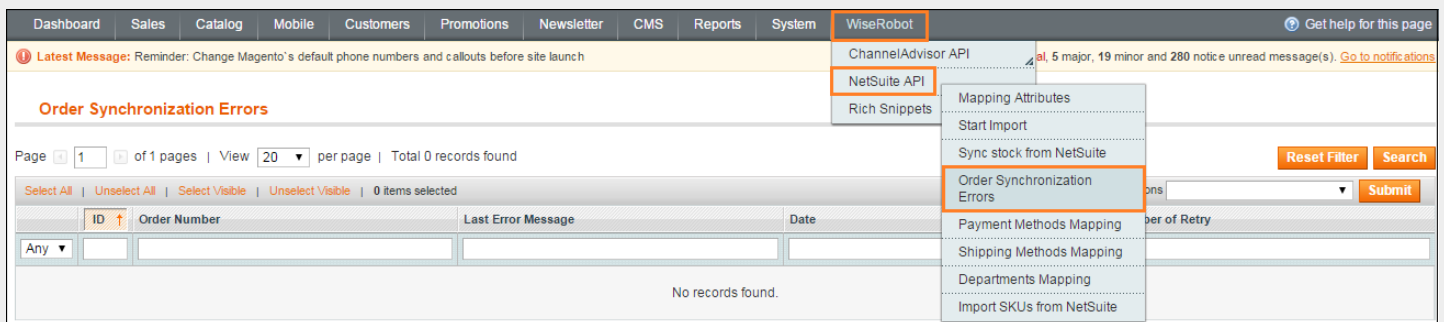 Dashboard Sales Catalog Mobile Customers Promotions Newsletter CMS Reports System WiseRobot Get help for this page
Latest Message: Reminder: Change Magento`s default phone numbers and callouts before site launch
al, 5 major, 19 minor and 280 notice unread message(s). Go to notifications
ChannelAdvisor API
NetSuite API
Rich Snippets
Mapping Attributes
Start Import
Sync stock from NetSuite
Order Synchronization
Errors
Payment Methods Mapping
Shipping Methods Mapping
Departments Mapping
Import SKUs from NetSuite
Order Synchronization Errors
Page 1 of 1 pages | View 20 per page | Total 0 records found
Reset Filter Search
Select All | Unselect All | Select Visible | Unselect Visible | 0 items selected
ons Submit
ID Order Number Last Error Message Date ber of Retry
Any
No records found.